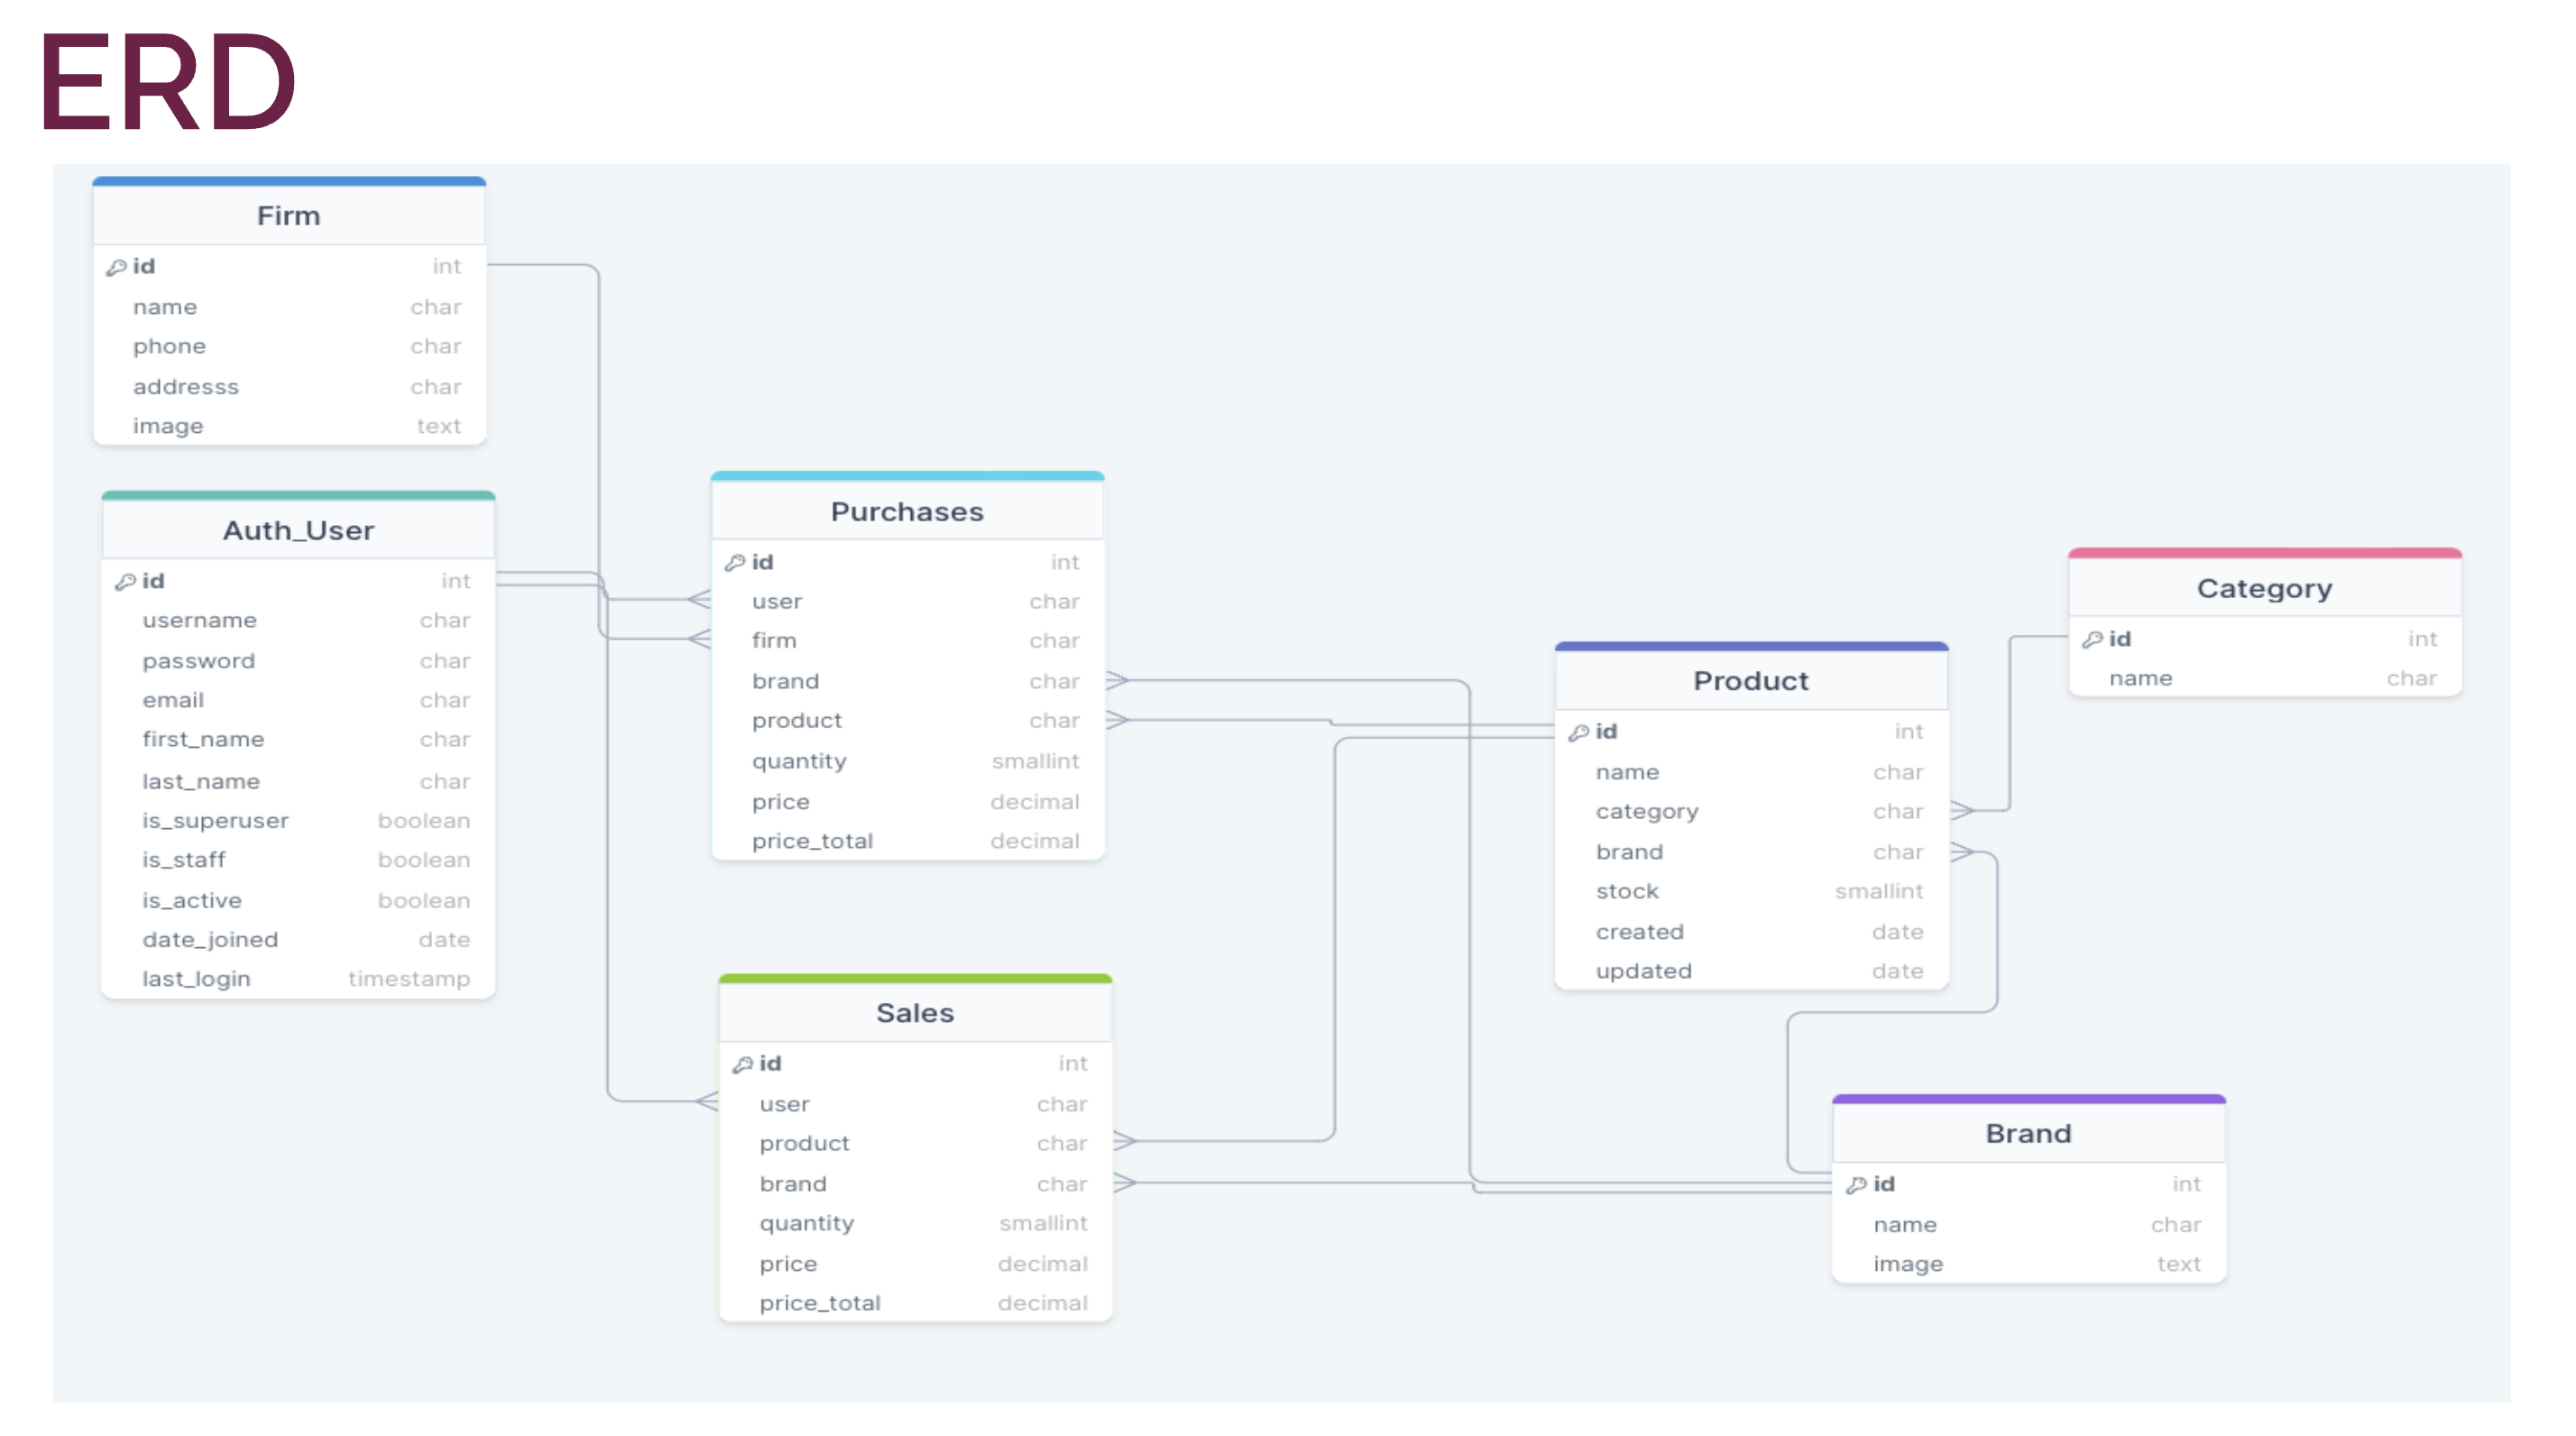 ERD
Firm
id int
name char
phone char
addresss char
image text
Auth_User
id int
username char
password char
email char
first_name char
last_name char
is_superuser boolean
is_staff boolean
is_active boolean
date_joined date
last_login timestamp
Purchases
id int
user char
firm char
brand char
product char
quantity smallint
price decimal
price_total decimal
Sales
id int
user char
product char
brand char
quantity smallint
price decimal
price_total decimal
Product
id int
name char
category char
brand char
stock smallint
created date
updated date
Category
id int
name char
Brand
id int
name char
image text